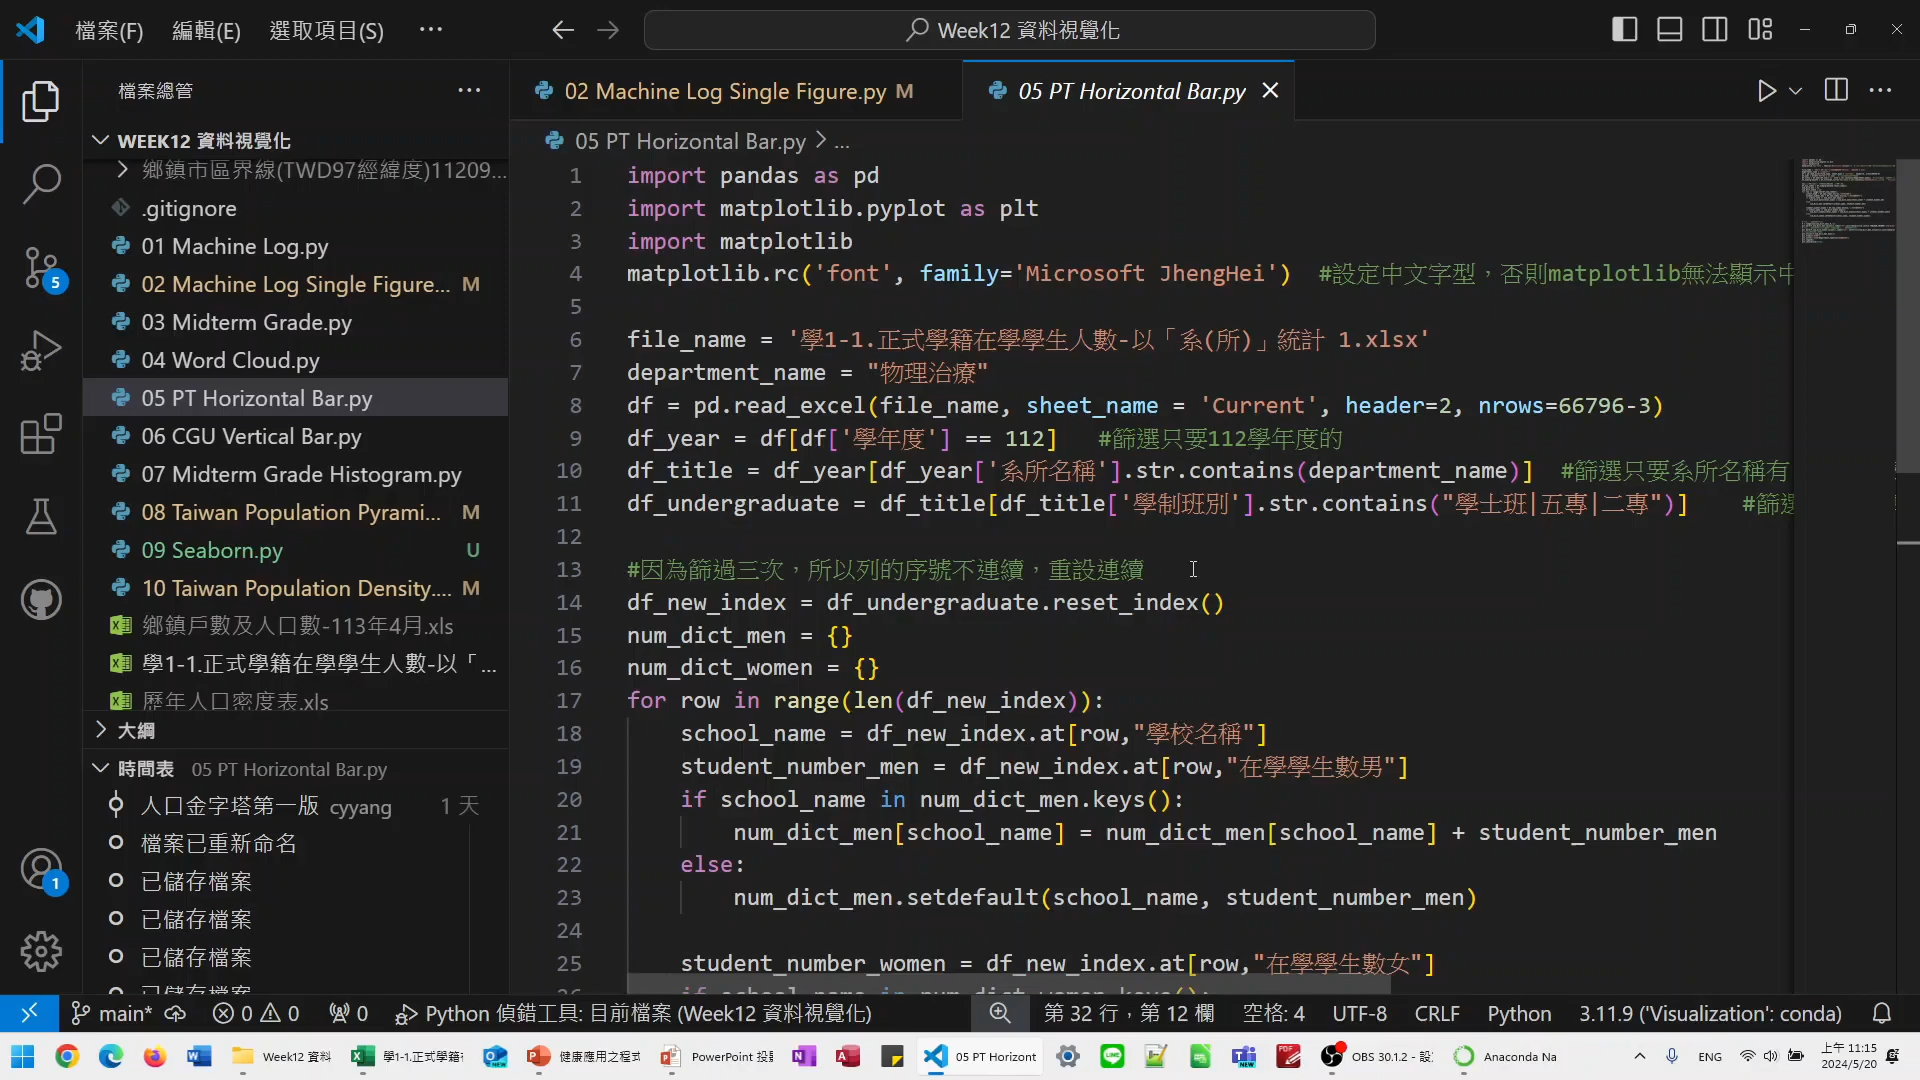 檔案(F) 編輯(E) 選取項目(S) ··· Week12 資料視覺化
檔案總管 ···
WEEK12 資料視覺化
鄉鎮市區界線(TWD97經緯度)11209...
.gitignore
01 Machine Log.py
02 Machine Log Single Figure... M
03 Midterm Grade.py
04 Word Cloud.py
05 PT Horizontal Bar.py
06 CGU Vertical Bar.py
07 Midterm Grade Histogram.py
08 Taiwan Population Pyrami... M
09 Seaborn.py U
10 Taiwan Population Density.... M
鄉鎮戶數及人口數-113年4月.xls
學1-1.正式學籍在學學生人數-以「...
歷年人口密度表.xls
大綱
時間表 05 PT Horizontal Bar.py
人口金字塔第一版 cyyang 1 天
檔案已重新命名
已儲存檔案
已儲存檔案
已儲存檔案
已儲存檔案
5
1
02 Machine Log Single Figure.py M 05 PT Horizontal Bar.py
05 PT Horizontal Bar.py > ...
1 import pandas as pd
2 import matplotlib.pyplot as plt
3 import matplotlib
4 matplotlib.rc('font', family='Microsoft JhengHei') #設定中文字型，否則matplotlib無法顯示中
5
6 file_name = '學1-1.正式學籍在學學生人數-以「系(所)」統計 1.xlsx'
7 department_name = "物理治療"
8 df = pd.read_excel(file_name, sheet_name = 'Current', header=2, nrows=66796-3)
9 df_year = df[df['學年度'] == 112] #篩選只要112學年度的
10 df_title = df_year[df_year['系所名稱'].str.contains(department_name)] #篩選只要系所名稱有
11 df_undergraduate = df_title[df_title['學制班別'].str.contains("學士班|五專|二專")] #篩選
12
13 #因為篩過三次，所以列的序號不連續，重設連續
14 df_new_index = df_undergraduate.reset_index()
15 num_dict_men = {}
16 num_dict_women = {}
17 for row in range(len(df_new_index)):
18 school_name = df_new_index.at[row,"學校名稱"]
19 student_number_men = df_new_index.at[row,"在學學生數男"]
20 if school_name in num_dict_men.keys():
21 num_dict_men[school_name] = num_dict_men[school_name] + student_number_men
22 else:
23 num_dict_men.setdefault(school_name, student_number_men)
24
25 student_number_women = df_new_index.at[row,"在學學生數女"]
26 if school_name in num_dict_women.keys():
main* 0 0 0 Python 偵錯工具: 目前檔案 (Week12 資料視覺化) 第 32 行，第 12 欄 空格: 4 UTF-8 CRLF Python 3.11.9 ('Visualization': conda)
Week12 資料 學1-1.正式學籍 健康應用之程式 PowerPoint 投影 05 PT Horizont OBS 30.1.2 - 設 Anaconda Na ENG 上午 11:15
2024/5/20